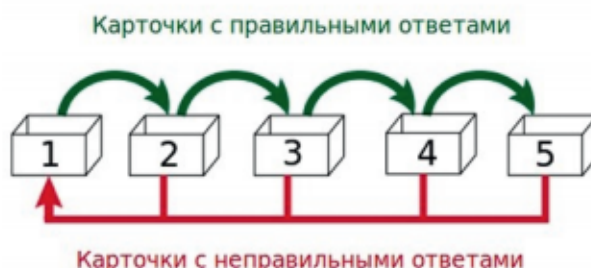 Карточки с правильными ответами
1 2 3 4 5
Карточки с неправильными ответами